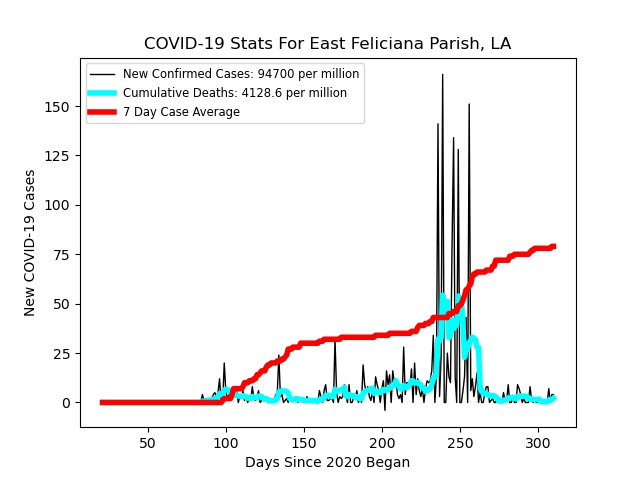 COVID-19 Stats For East Feliciana Parish, LA
New Confirmed Cases: 94700 per million
Cumulative Deaths: 4128.6 per million
7 Day Case Average
New COVID-19 Cases
150
125
100
75
50
25
0
50
100
150
200
250
300
Days Since 2020 Began